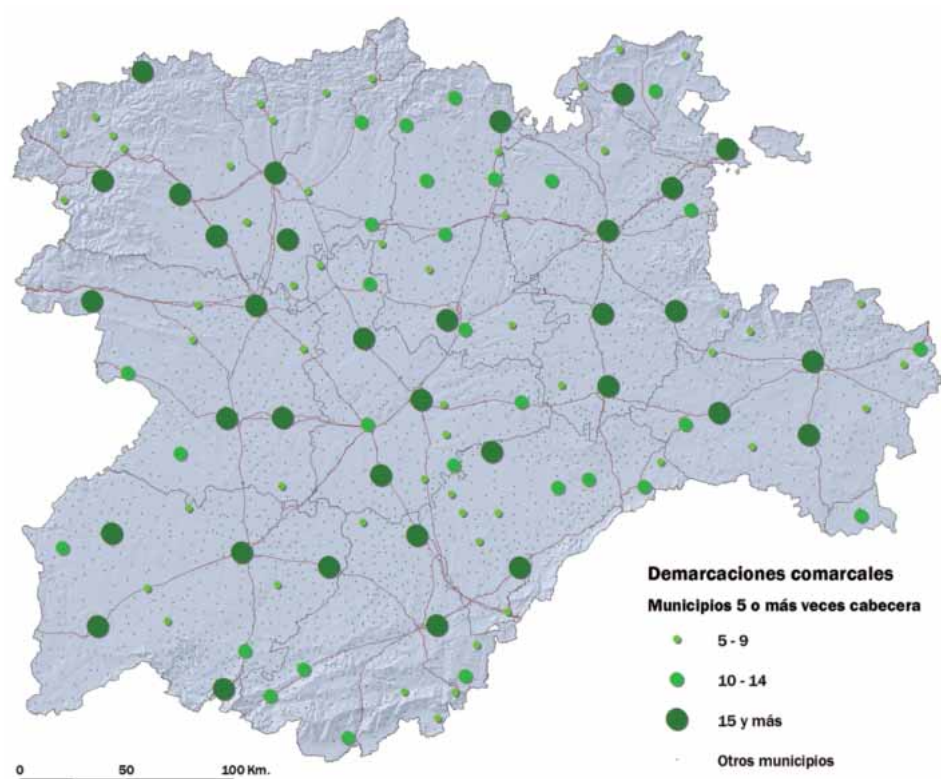 Demarcaciones comarcales
Municipios 5 o más veces cabecera
5 - 9
10 - 14
15 y más
Otros municipios
0 50 100 Km.